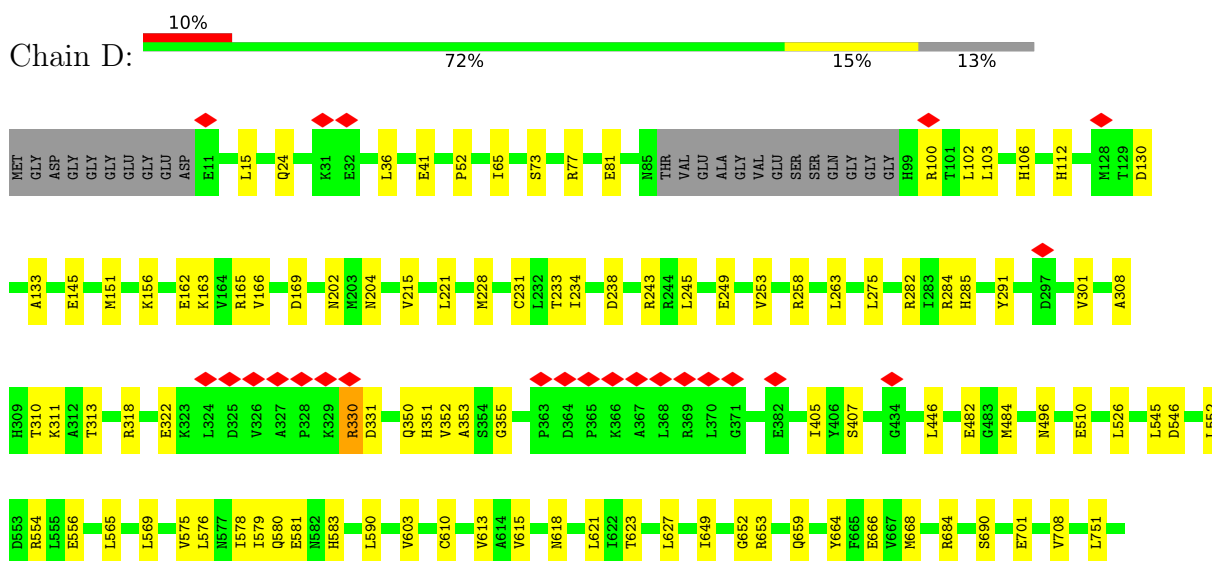 10%
Chain D:
72% 15% 13%
MET GLY ASP GLY GLY GLY GLU GLY GLU ASP E11 L15 Q24 K31 E32 L36 E41 P52 I65 S73 R77 E81 N85 THR VAL GLU ALA GLY VAL GLU SER SER GLN GLY GLY GLY H99 R100 T101 L102 L103 H106 H112 M128 T129 D130
A133 E145 M151 K156 E162 K163 V164 R165 V166 D169 N202 M203 N204 V215 L221 M228 C231 L232 T233 I234 D238 R243 R244 L245 E249 V253 R258 L263 L275 R282 I283 R284 H285 Y291 D297 V301 A308
H309 T310 K311 A312 T313 R318 E322 K323 L324 D325 V326 A327 P328 K329 R330 D331 Q350 H351 V352 A353 S354 G355 P363 D364 P365 K366 A367 L368 R369 L370 G371 E382 I405 Y406 S407 G434 L446 E482 G483 M484 N496 E510 L526 L545 D546 L552
D553 R554 L555 E556 L565 L569 V575 L576 N577 I578 I579 Q580 E581 N582 H583 L590 V603 C610 V613 A614 V615 N618 L621 I622 T623 L627 I649 G652 R653 Q659 Y664 F665 E666 V667 M668 R684 S690 E701 V708 L751